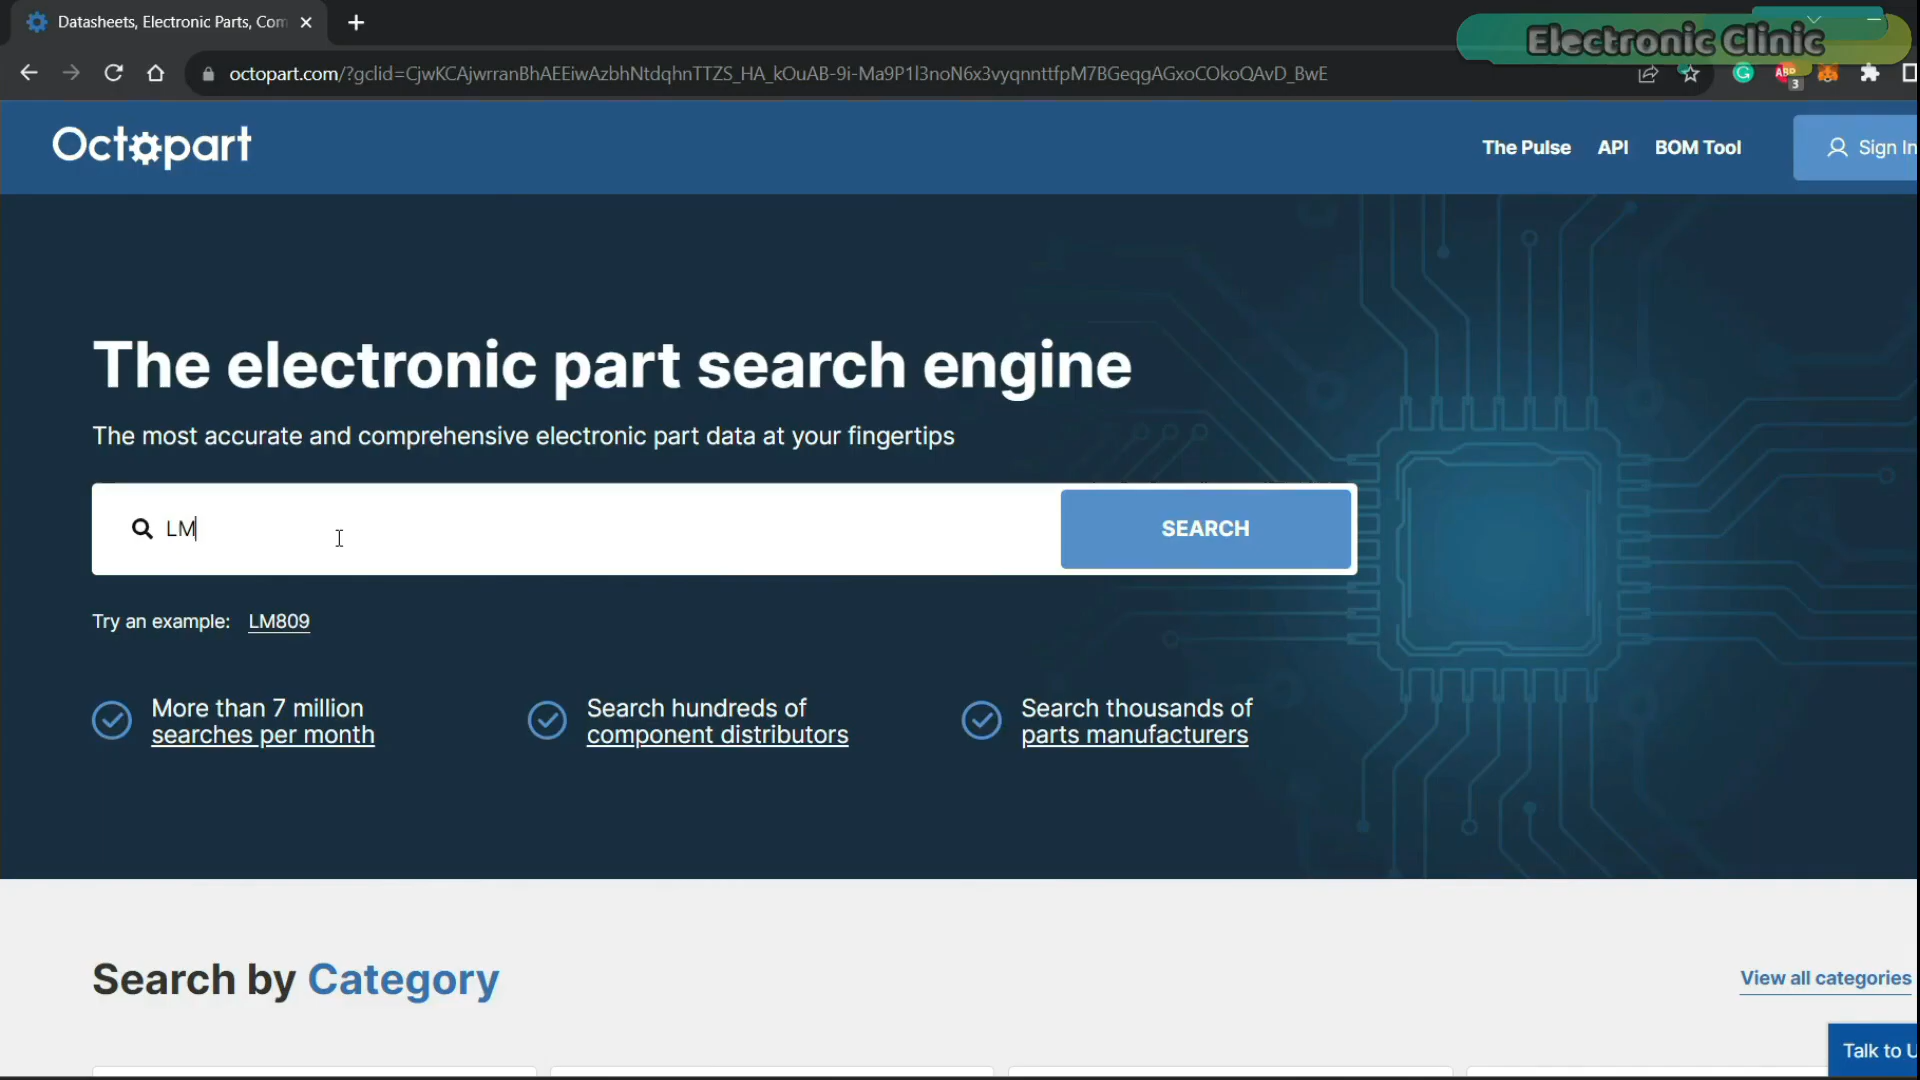 Datasheets, Electronic Parts, Com
Electronic Clinic
octopart.com/?gclid=CjwKCAjwrranBhAEEiwAzbhNtdqhnTTZS_HA_kOuAB-9i-Ma9P1l3noN6x3vyqnnttfpM7BGeqgAGxoCOkoQAvD_BwE
ABP
3
Octopart
The Pulse
API
BOM Tool
Sign In
The electronic part search engine
The most accurate and comprehensive electronic part data at your fingertips
LM
SEARCH
Try an example: LM809
More than 7 million
searches per month
Search hundreds of
component distributors
Search thousands of
parts manufacturers
Search by Category
View all categories
Talk to U